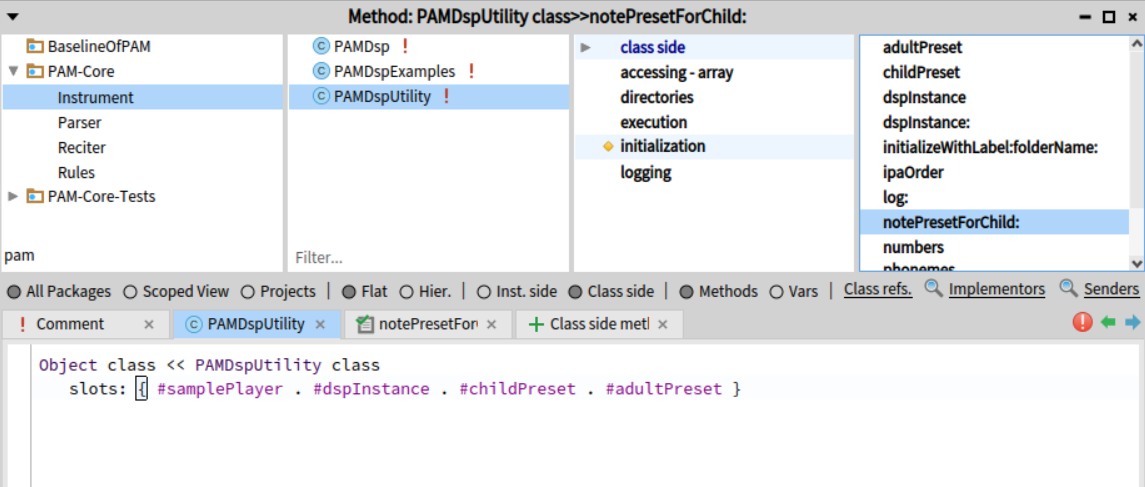 Method: PAMDspUtility class>>notePresetForChild:
BaselineOfPAM
PAM-Core
Instrument
Parser
Reciter
Rules
PAM-Core-Tests
pam
PAMDsp !
PAMDspExamples !
PAMDspUtility !
Filter...
class side
accessing - array
directories
execution
initialization
logging
adultPreset
childPreset
dspInstance
dspInstance:
initializeWithLabel:folderName:
ipaOrder
log:
notePresetForChild:
numbers
phonemes
All Packages Scoped View Projects | Flat Hier. | Inst. side Class side | Methods Vars | Class refs. Implementors Senders
! Comment × © PAMDspUtility × notePresetFor × + Class side metl ×
Object class << PAMDspUtility class
slots: { #samplePlayer . #dspInstance . #childPreset . #adultPreset }